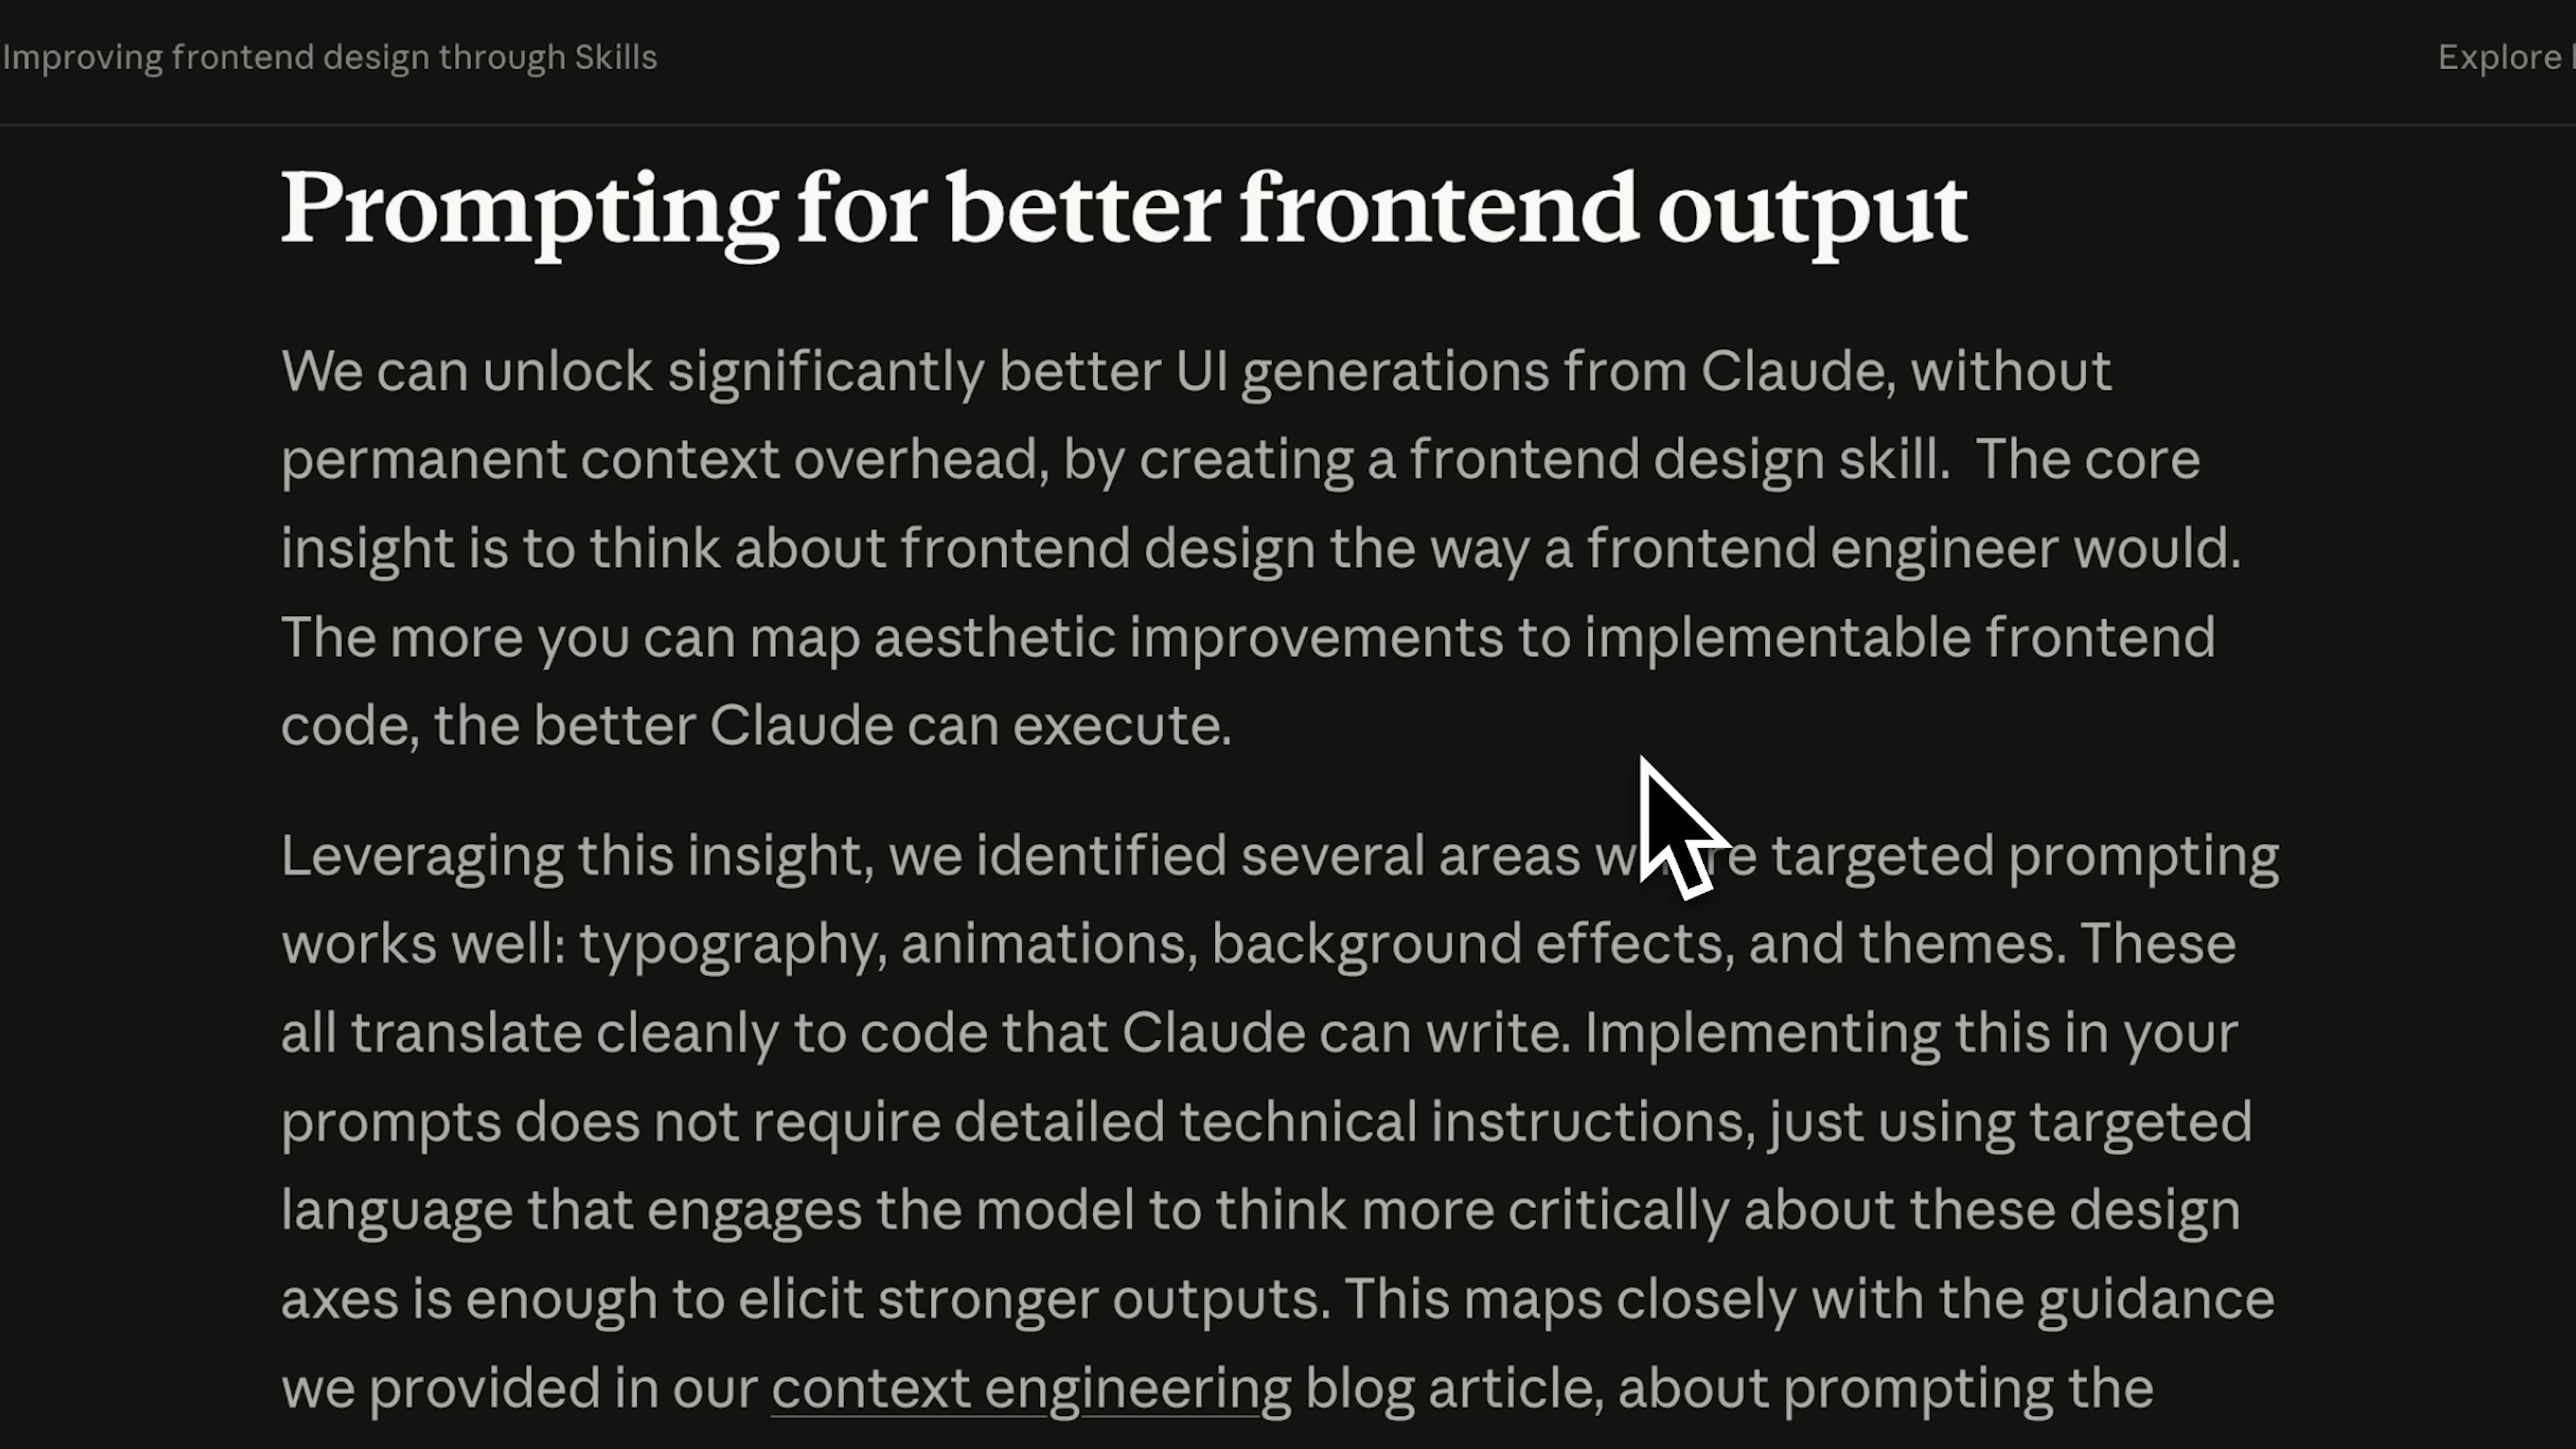 Improving frontend design through Skills
Explore
Prompting for better frontend output
We can unlock significantly better UI generations from Claude, without
permanent context overhead, by creating a frontend design skill.  The core
insight is to think about frontend design the way a frontend engineer would.
The more you can map aesthetic improvements to implementable frontend
code, the better Claude can execute.
Leveraging this insight, we identified several areas where targeted prompting
works well: typography, animations, background effects, and themes. These
all translate cleanly to code that Claude can write. Implementing this in your
prompts does not require detailed technical instructions, just using targeted
language that engages the model to think more critically about these design
axes is enough to elicit stronger outputs. This maps closely with the guidance
we provided in our context engineering blog article, about prompting the